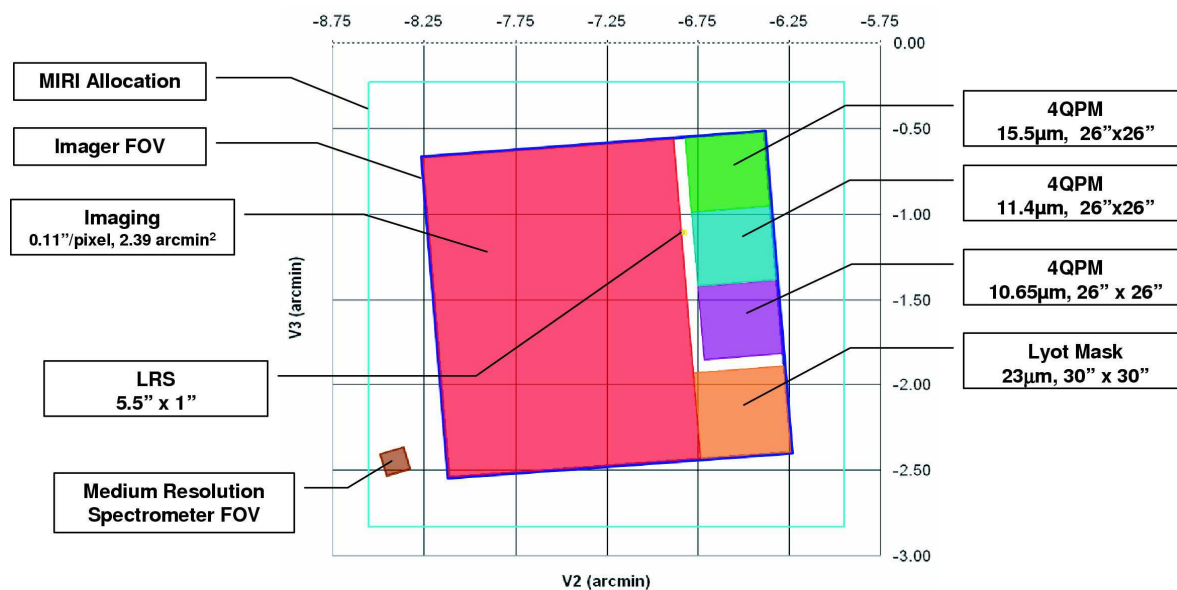 -8.75 -8.25 -7.75 -7.25 -6.75 -6.25 -5.75
0.00
-0.50
-1.00
-1.50
-2.00
-2.50
-3.00
V3 (arcmin)
V2 (arcmin)
MIRI Allocation
Imager FOV
Imaging
0.11”/pixel, 2.39 arcmin²
LRS
5.5” x 1”
Medium Resolution
Spectrometer FOV
4QPM
15.5µm, 26”x26”
4QPM
11.4µm, 26”x26”
4QPM
10.65µm, 26” x 26”
Lyot Mask
23µm, 30” x 30”